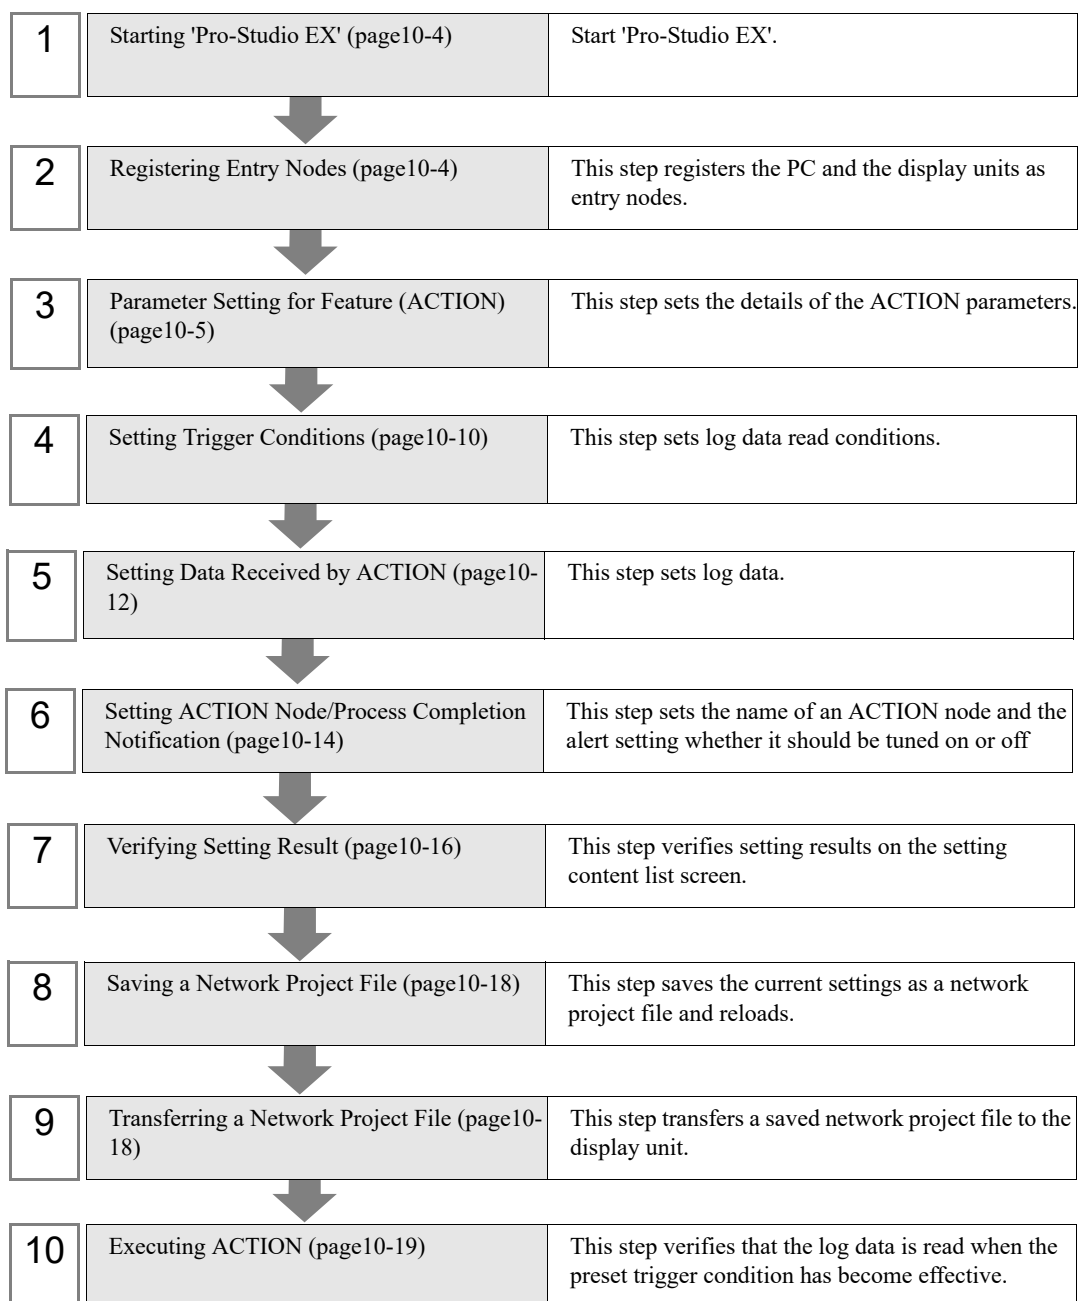 1
Starting 'Pro-Studio EX' (page10-4)
Start 'Pro-Studio EX'.
2
Registering Entry Nodes (page10-4)
This step registers the PC and the display units as
entry nodes.
3
Parameter Setting for Feature (ACTION)
(page10-5)
This step sets the details of the ACTION parameters.
4
Setting Trigger Conditions (page10-10)
This step sets log data read conditions.
5
Setting Data Received by ACTION (page10-
12)
This step sets log data.
6
Setting ACTION Node/Process Completion
Notification (page10-14)
This step sets the name of an ACTION node and the
alert setting whether it should be tuned on or off
7
Verifying Setting Result (page10-16)
This step verifies setting results on the setting
content list screen.
8
Saving a Network Project File (page10-18)
This step saves the current settings as a network
project file and reloads.
9
Transferring a Network Project File (page10-
18)
This step transfers a saved network project file to the
display unit.
10
Executing ACTION (page10-19)
This step verifies that the log data is read when the
preset trigger condition has become effective.